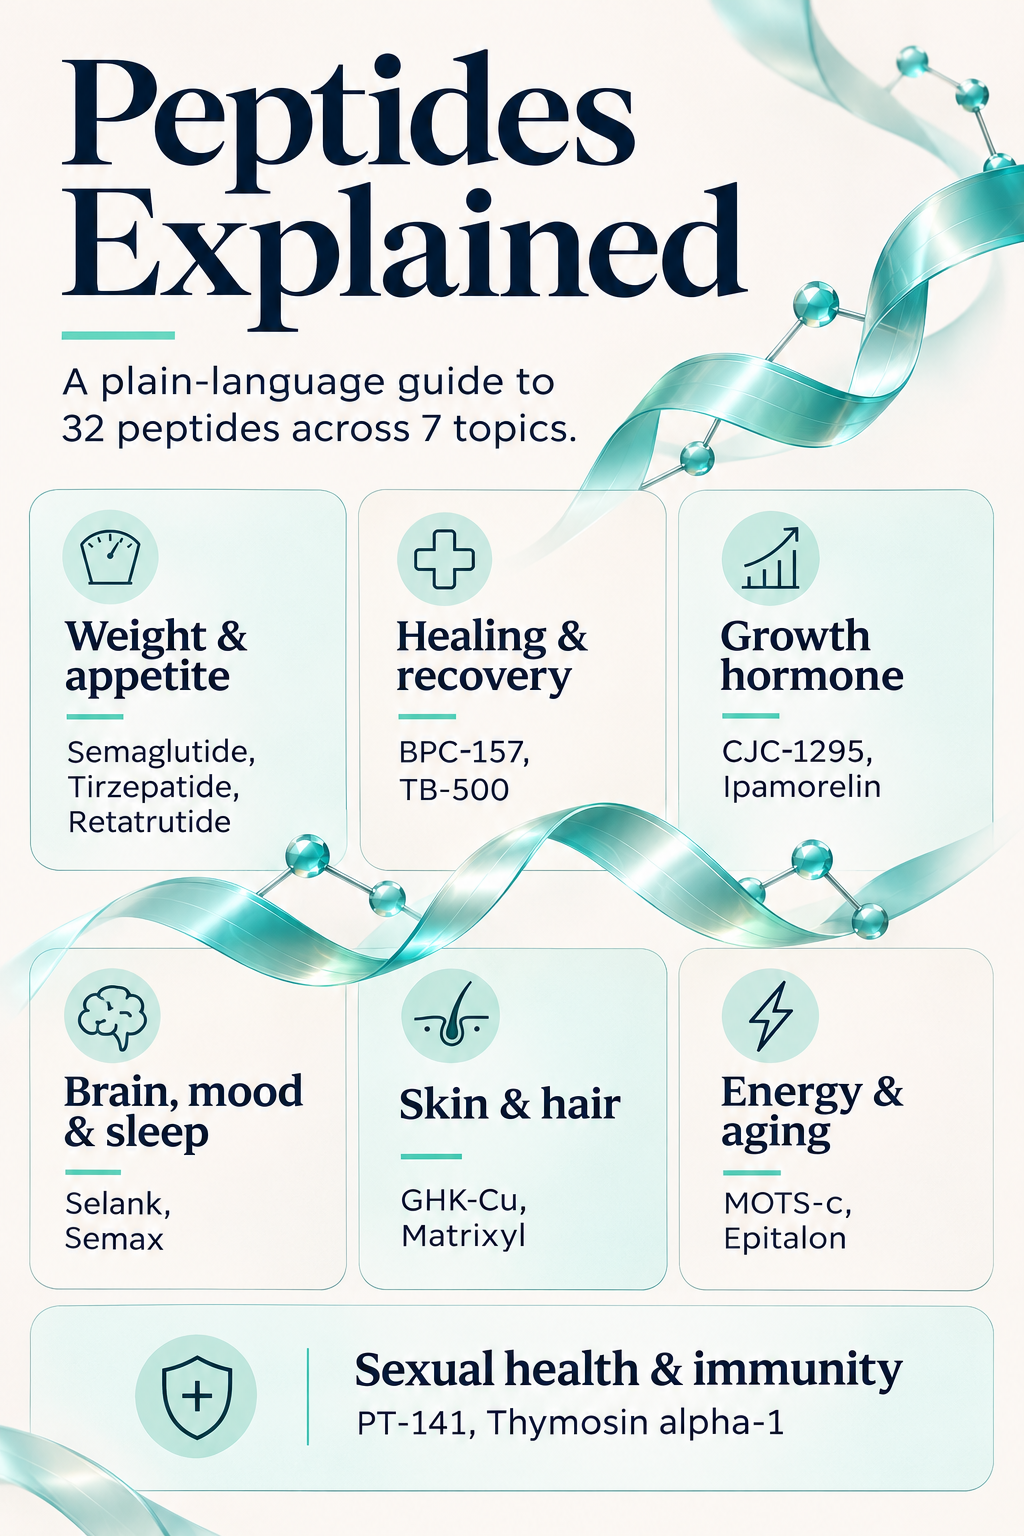 Peptides
Explained
A plain-language guide to
32 peptides across 7 topics.
Weight &
appetite
Semaglutide,
Tirzepatide,
Retatrutide
Healing &
recovery
BPC-157,
TB-500
Growth
hormone
CJC-1295,
Ipamorelin
Brain, mood
& sleep
Selank,
Semax
Skin & hair
GHK-Cu,
Matrixyl
Energy &
aging
MOTS-c,
Epitalon
Sexual health & immunity
PT-141, Thymosin alpha-1